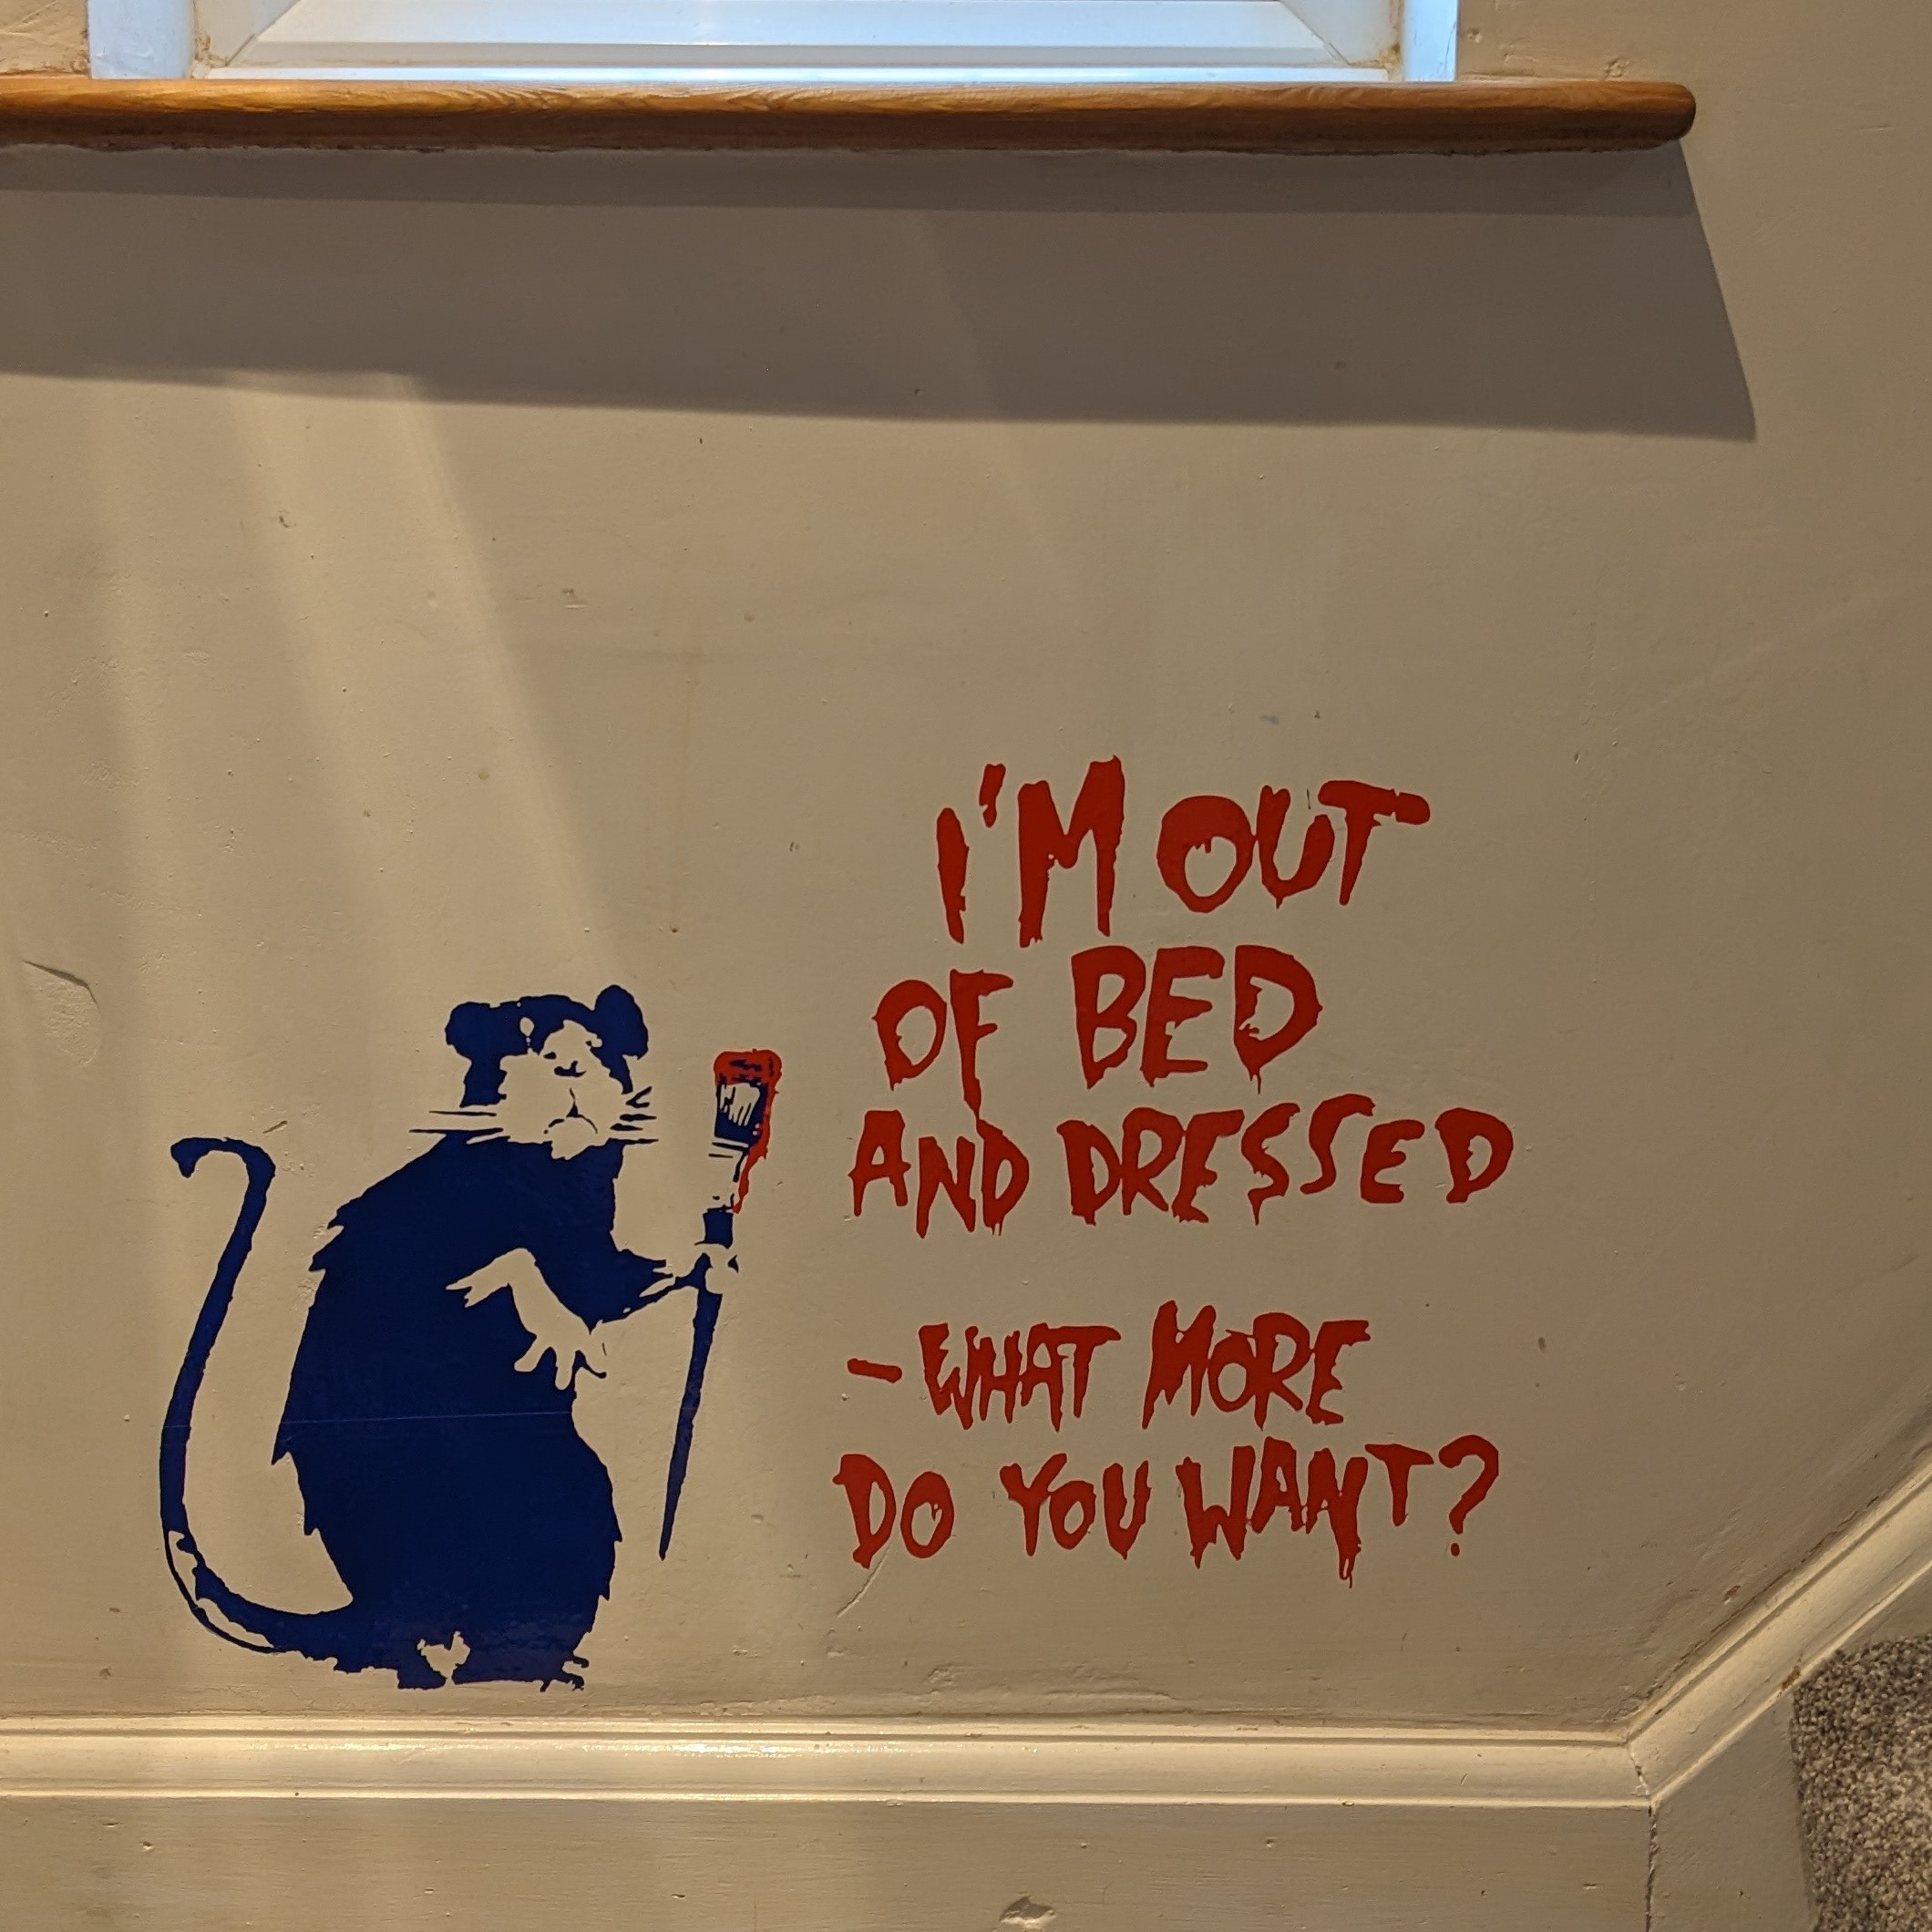 I'M OUT
OF BED
AND DRESSED
- WHAT MORE
DO YOU WANT?